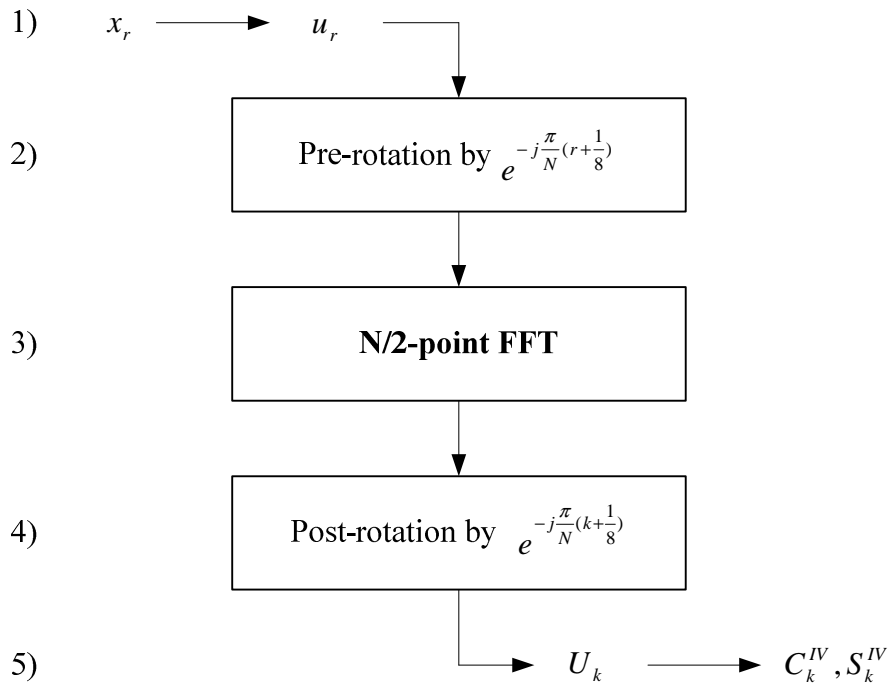 1) x_r u_r
2) Pre-rotation by e^{-j\frac{\pi}{N}(r+\frac{1}{8})}
3) N/2-point FFT
4) Post-rotation by e^{-j\frac{\pi}{N}(k+\frac{1}{8})}
5) U_k C_k^{IV}, S_k^{IV}